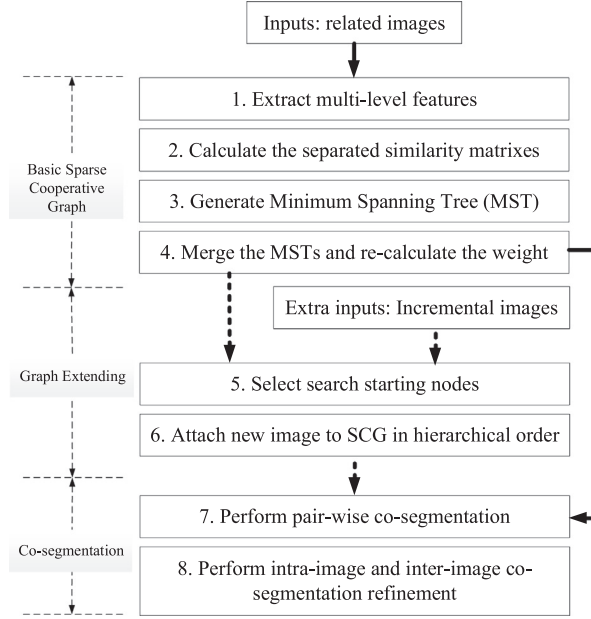 Inputs: related images
1. Extract multi-level features
2. Calculate the separated similarity matrixes
Basic Sparse
Cooperative
Graph
3. Generate Minimum Spanning Tree (MST)
4. Merge the MSTs and re-calculate the weight
Extra inputs: Incremental images
Graph Extending
5. Select search starting nodes
6. Attach new image to SCG in hierarchical order
7. Perform pair-wise co-segmentation
Co-segmentation
8. Perform intra-image and inter-image co-
segmentation refinement